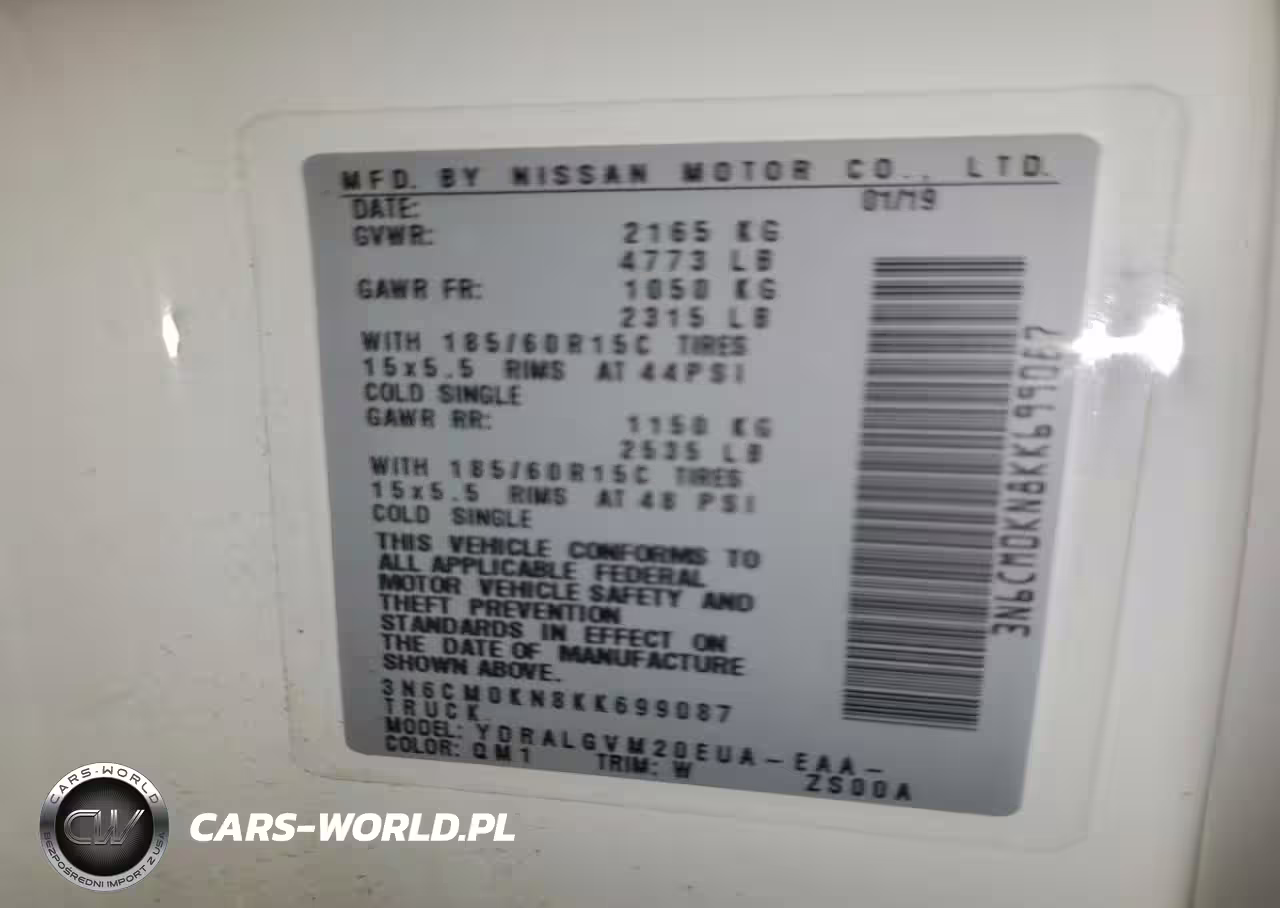 MFD. BY NISSAN MOTOR CO., LTD.
DATE: 01/19
GVWR: 2165 KG
4773 LB
GAWR FR: 1050 KG
2315 LB
WITH 185/60R15C TIRES
15x5.5 RIMS AT 44PSI
COLD SINGLE
GAWR RR: 1150 KG
2535 LB
WITH 185/60R15C TIRES
15x5.5 RIMS AT 48 PSI
COLD SINGLE
THIS VEHICLE CONFORMS TO
ALL APPLICABLE FEDERAL
MOTOR VEHICLE SAFETY AND
THEFT PREVENTION
STANDARDS IN EFFECT ON
THE DATE OF MANUFACTURE
SHOWN ABOVE.
3N6CM0KN8KK699087
TRUCK
MODEL: YDRALGVM20EUA-EAA-
ZS00A
COLOR: QM1 TRIM: W
3N6CM0KN8KK699087
CARS-WORLD
CW
BEZPOŚREDNI IMPORT Z USA
CARS-WORLD.PL